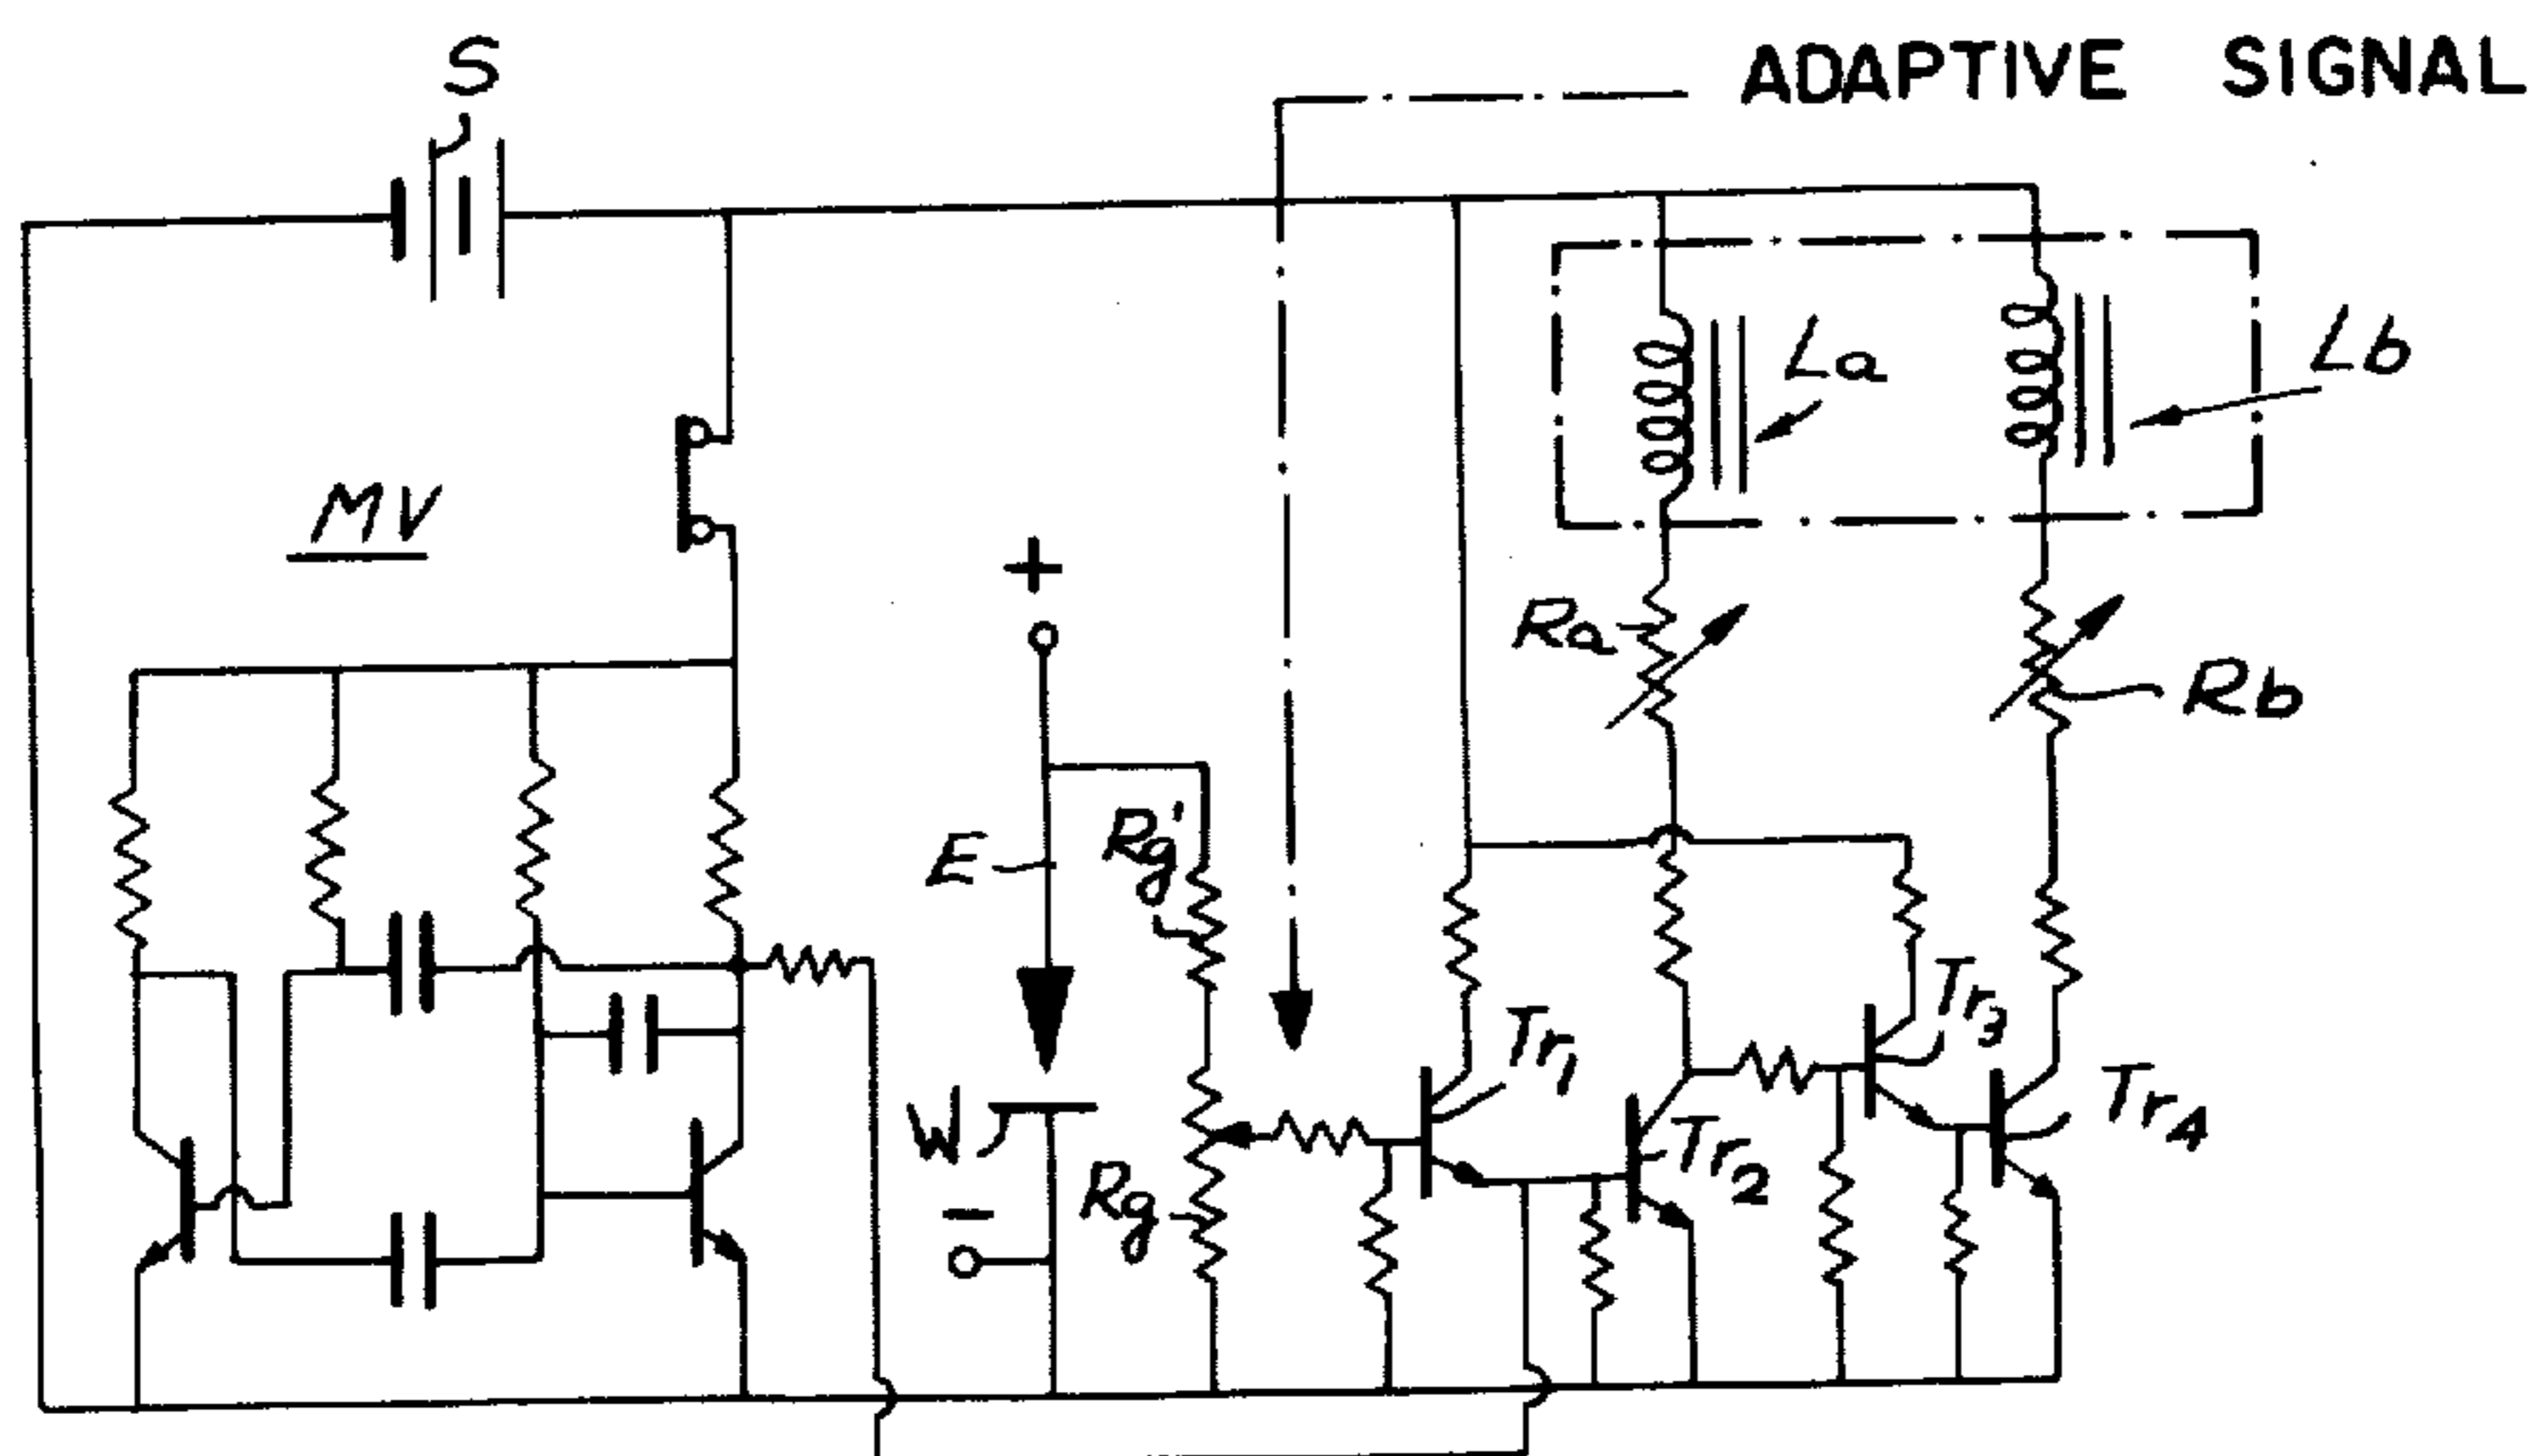 S
ADAPTIVE SIGNAL
La
Lb
MV
+
Ra
Rb
E
Rg'
W
Rg
−
Tr1
Tr2
Tr3
Tr4